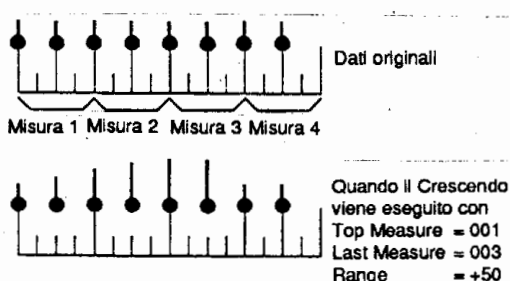 Dati originali
Misura 1 Misura 2 Misura 3 Misura 4
Quando il Crescendo
viene eseguito con
Top Measure = 001
Last Measure = 003
Range = +50